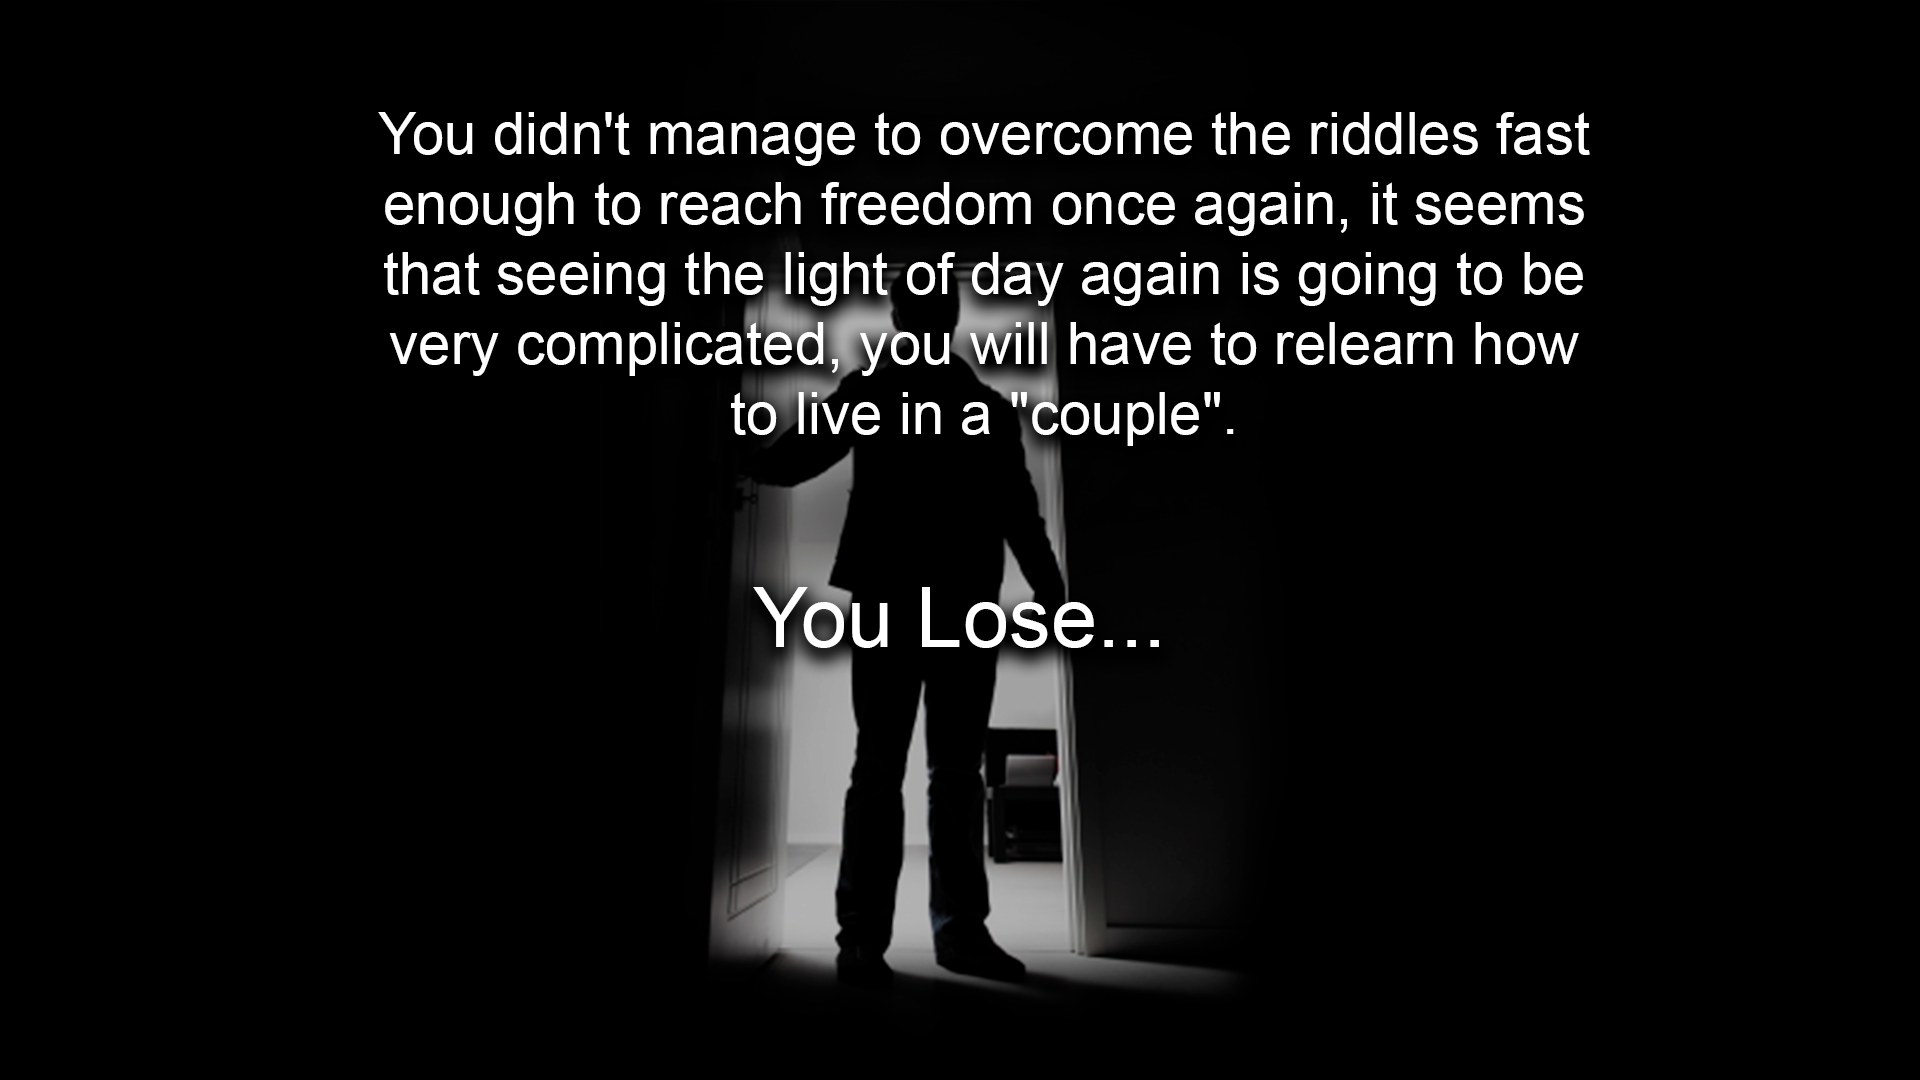 You didn't manage to overcome the riddles fast
enough to reach freedom once again, it seems
that seeing the light of day again is going to be
very complicated, you will have to relearn how
to live in a "couple".
You Lose...